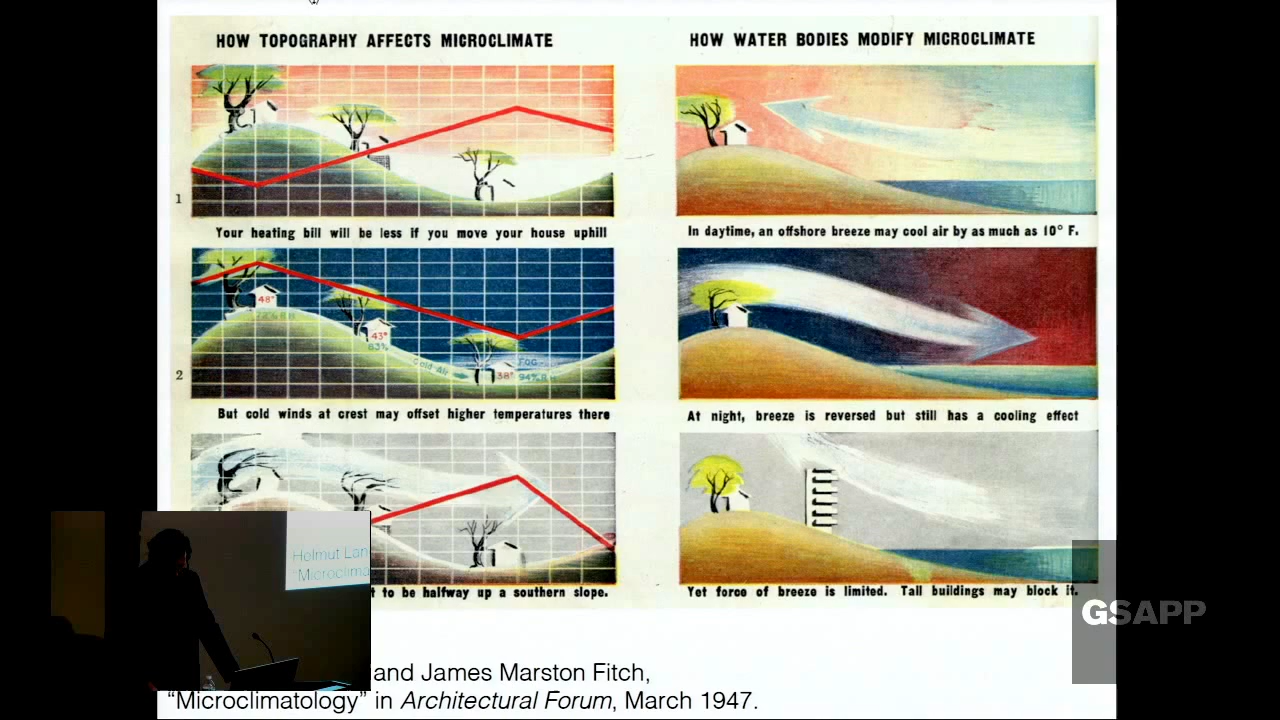 HOW TOPOGRAPHY AFFECTS MICROCLIMATE
1
Your heating bill will be less if you move your house uphill
48°
43°
83%
Cold Air
38°
FOG
94% R.H.
2
But cold winds at crest may offset higher temperatures there
t to be halfway up a southern slope.
HOW WATER BODIES MODIFY MICROCLIMATE
In daytime, an offshore breeze may cool air by as much as 10° F.
At night, breeze is reversed but still has a cooling effect
Yet force of breeze is limited. Tall buildings may block it.
Helmut Lan
"Microclima
GSAPP
and James Marston Fitch,
“Microclimatology” in Architectural Forum, March 1947.